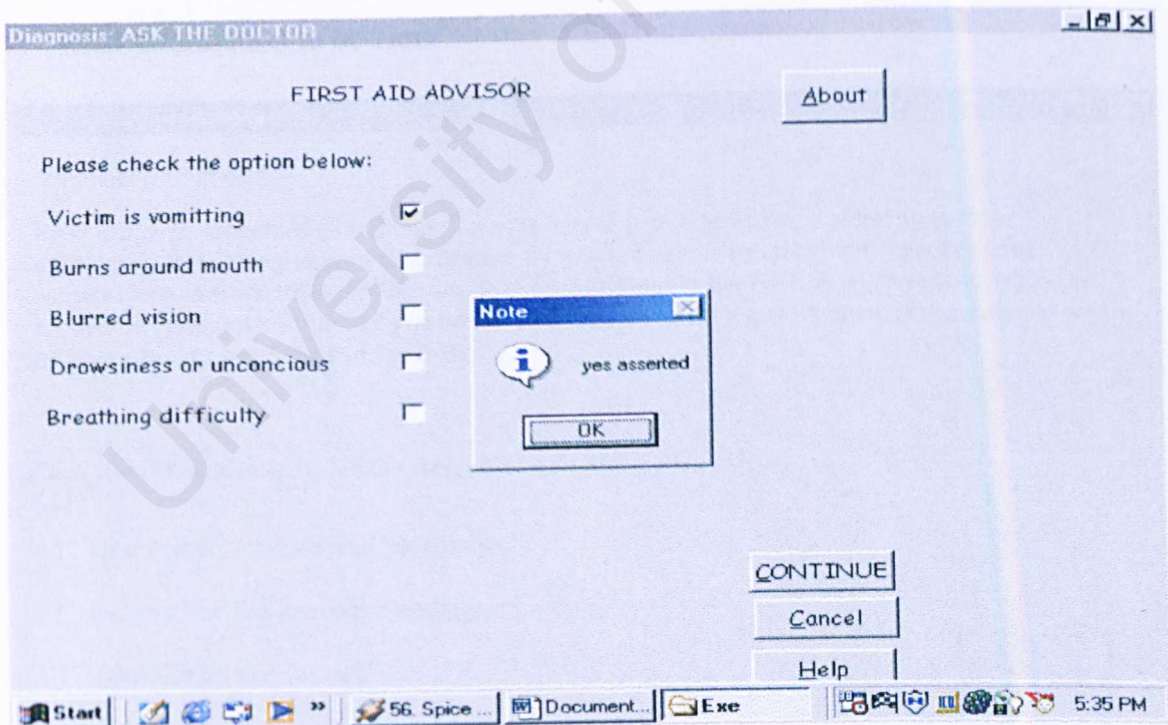 Diagnosis: ASK THE DOCTOR
FIRST AID ADVISOR
About
Please check the option below:
Victim is vomitting
Burns around mouth
Blurred vision
Drowsiness or unconcious
Breathing difficulty
Note
yes asserted
OK
CONTINUE
Cancel
Help
Start
»
56. Spice ...
Document...
Exe
5:35 PM
University of